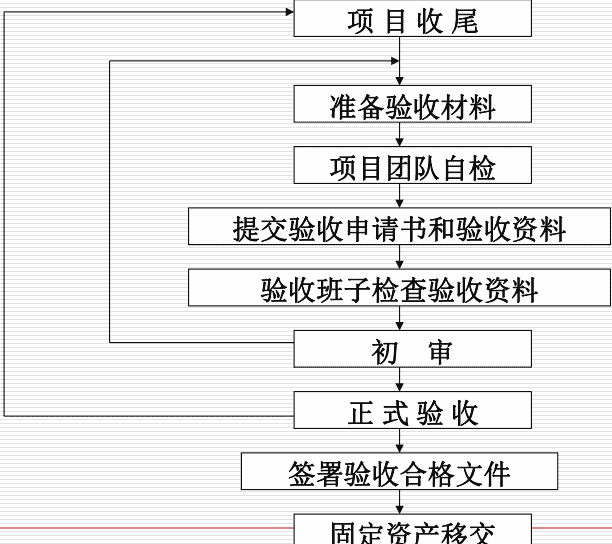 项目收尾
准备验收材料
项目团队自检
提交验收申请书和验收资料
验收班子检查验收资料
初 审
正式验收
签署验收合格文件
固定资产移交